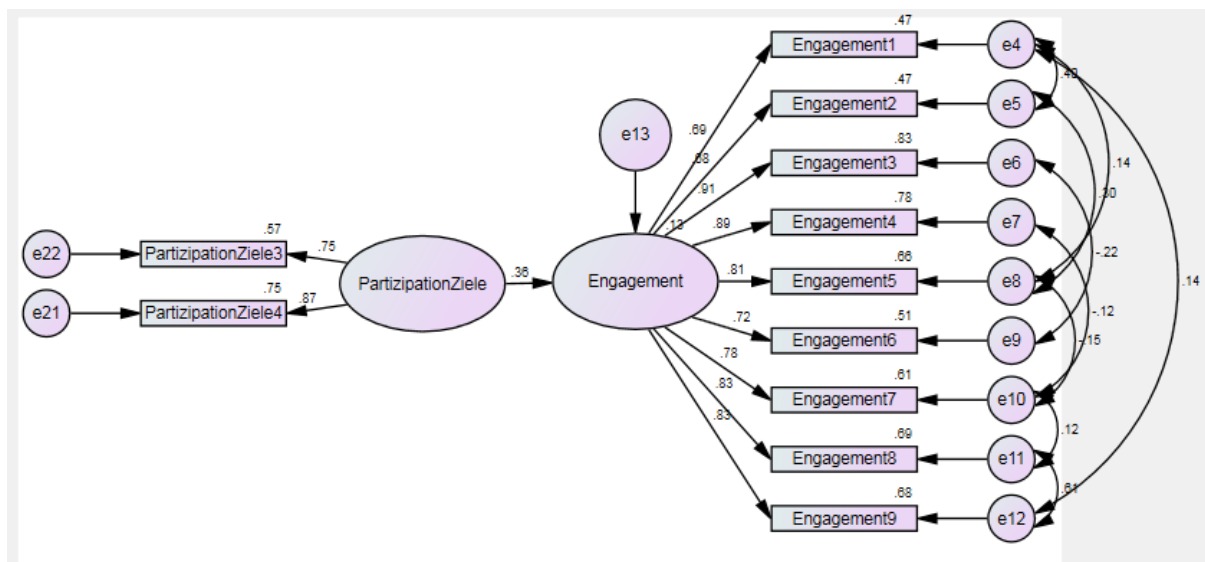 .47
Engagement1
e4
.49
.47
Engagement2
e5
e13
.69
.68
.83
Engagement3
e6
.14
.91
.30
.13
.78
.89
Engagement4
e7
.57
e22
PartizipationZiele3
.75
.36
.66
-.22
PartizipationZiele
Engagement
.81
Engagement5
e8
.14
.75
.87
e21
PartizipationZiele4
.72
.51
-.12
Engagement6
e9
-.15
.78
.61
.83
Engagement7
e10
.83
.12
.69
Engagement8
e11
.61
.68
Engagement9
e12